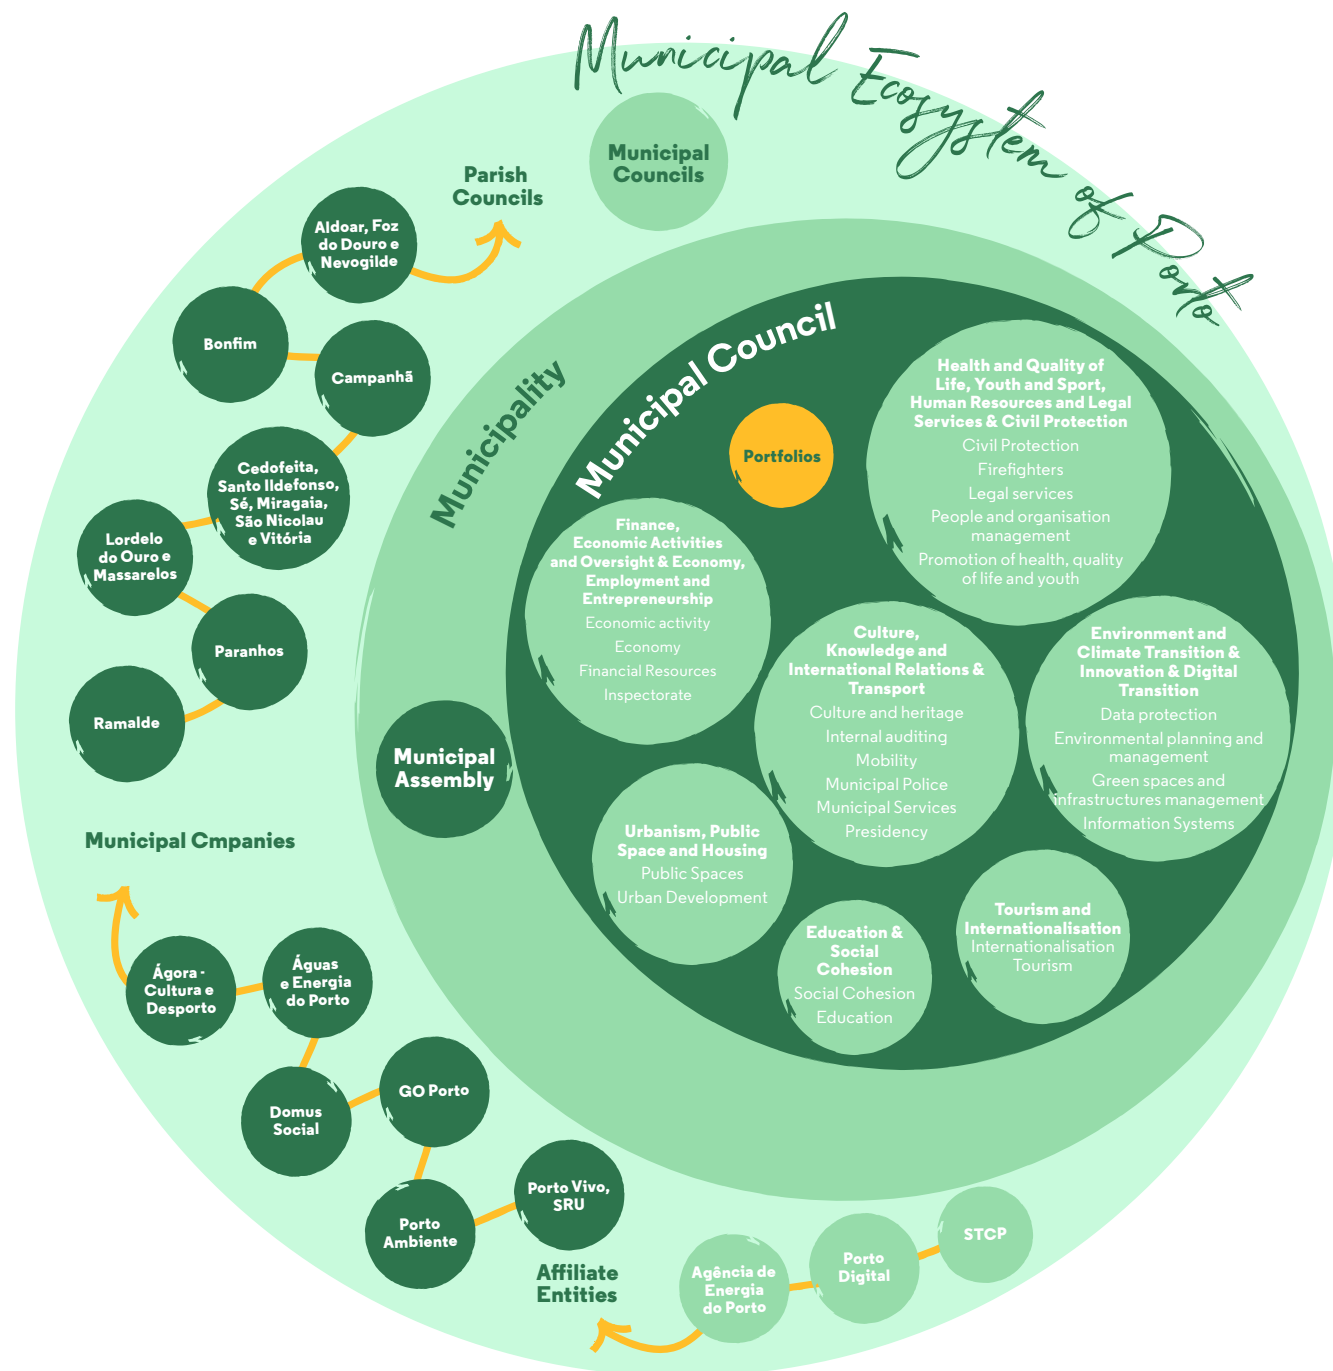 Municipal Ecosystem of Porto
Municipal
Councils
Parish
Councils
Aldoar, Foz
do Douro e
Nevogilde
Bonfim
Campanhã
Cedofeita,
Santo Ildefonso,
Sé, Miragaia,
São Nicolau
e Vitória
Lordelo
do Ouro e
Massarelos
Paranhos
Ramalde
Municipality
Municipal Council
Portfolios
Health and Quality of
Life, Youth and Sport,
Human Resources and Legal
Services & Civil Protection
Civil Protection
Firefighters
Legal services
People and organisation
management
Promotion of health, quality
of life and youth
Finance,
Economic Activities
and Oversight & Economy,
Employment and
Entrepreneurship
Economic activity
Economy
Financial Resources
Inspectorate
Culture,
Knowledge and
International Relations &
Transport
Culture and heritage
Internal auditing
Mobility
Municipal Police
Municipal Services
Presidency
Environment and
Climate Transition &
Innovation & Digital
Transition
Data protection
Environmental planning and
management
Green spaces and
infrastructures management
Information Systems
Municipal
Assembly
Urbanism, Public
Space and Housing
Public Spaces
Urban Development
Education &
Social
Cohesion
Social Cohesion
Education
Tourism and
Internationalisation
Internationalisation
Tourism
Municipal Cmpanies
Ágora -
Cultura e
Desporto
Águas
e Energia
do Porto
Domus
Social
GO Porto
Porto
Ambiente
Porto Vivo,
SRU
Affiliate
Entities
Agência de
Energia
do Porto
Porto
Digital
STCP